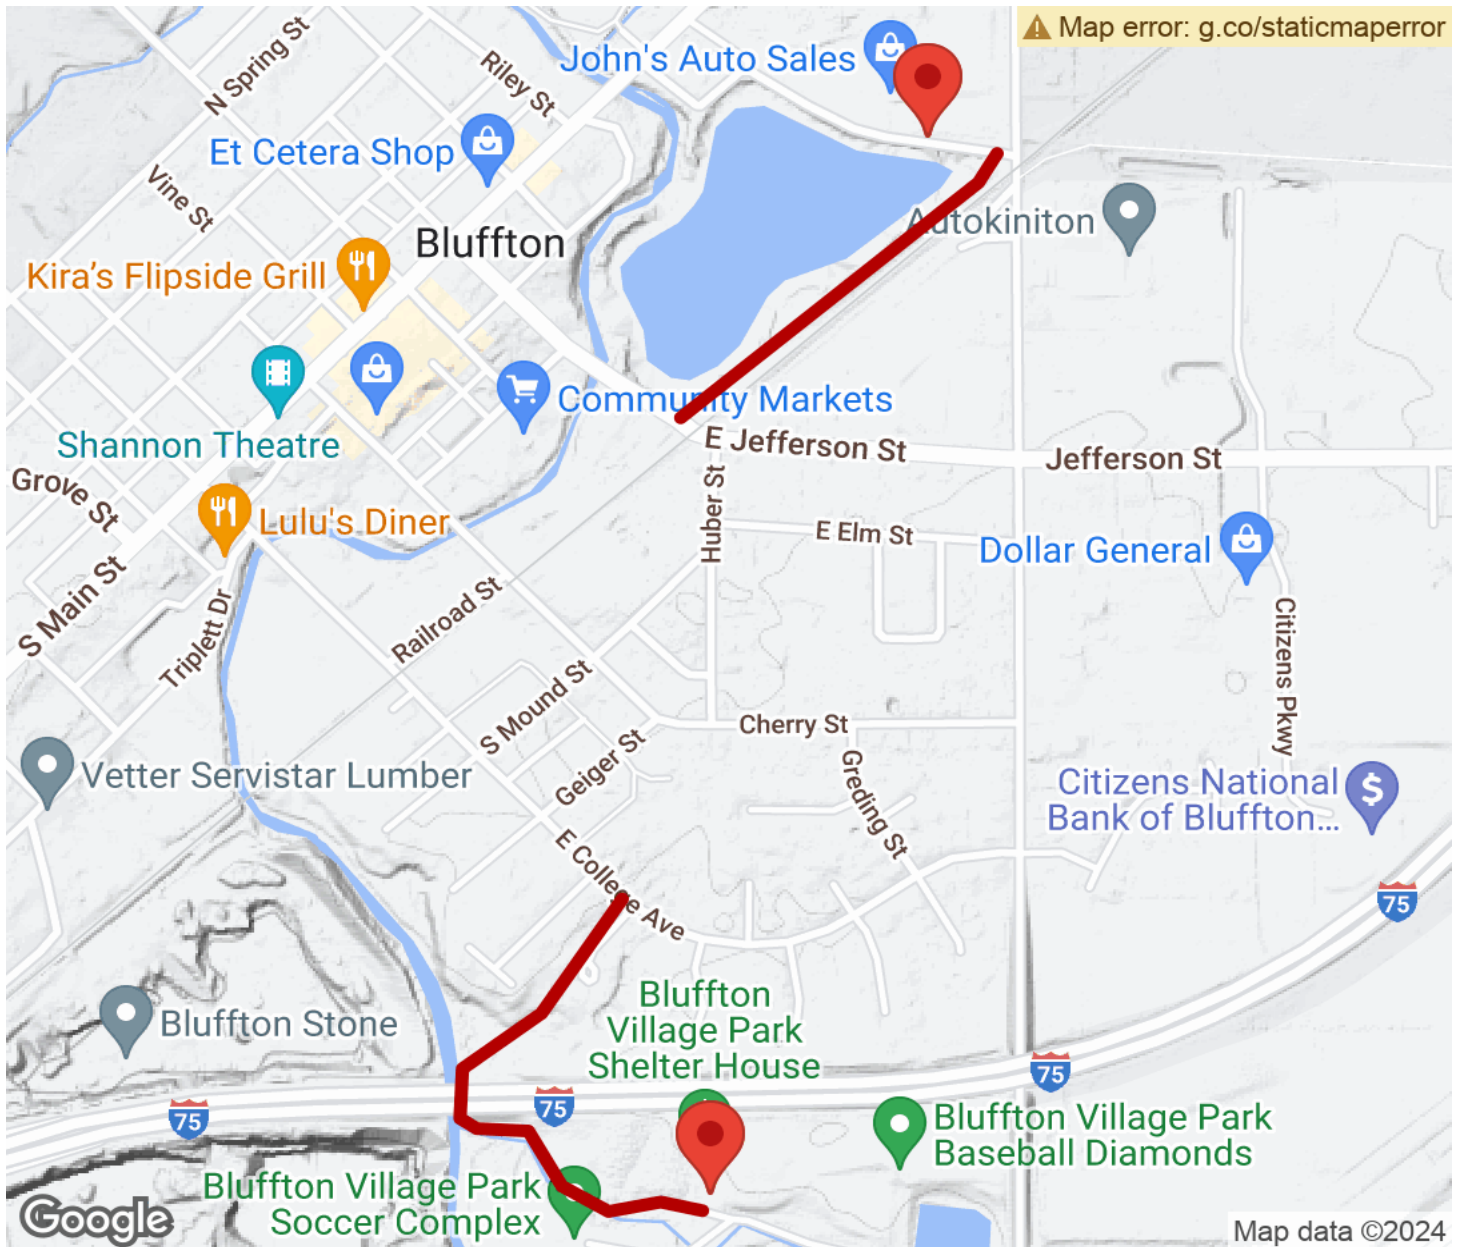 Map error: g.co/staticmaperror
John's Auto Sales
N Spring St
Riley St
Et Cetera Shop
Vine St
Autokiniton
Bluffton
Kira's Flipside Grill
Community Markets
Shannon Theatre
E Jefferson St
Jefferson St
Grove St
Lulu's Diner
Huber St
E Elm St
Dollar General
S Main St
Triplett Dr
Railroad St
Citizens Pkwy
S Mound St
Cherry St
Geiger St
Vetter Servistar Lumber
Greding St
Citizens National
Bank of Bluffton...
E College Ave
75
Bluffton
Village Park
Shelter House
Bluffton Stone
75
75
75
Bluffton Village Park
Baseball Diamonds
Bluffton Village Park
Soccer Complex
Google
Map data ©2024